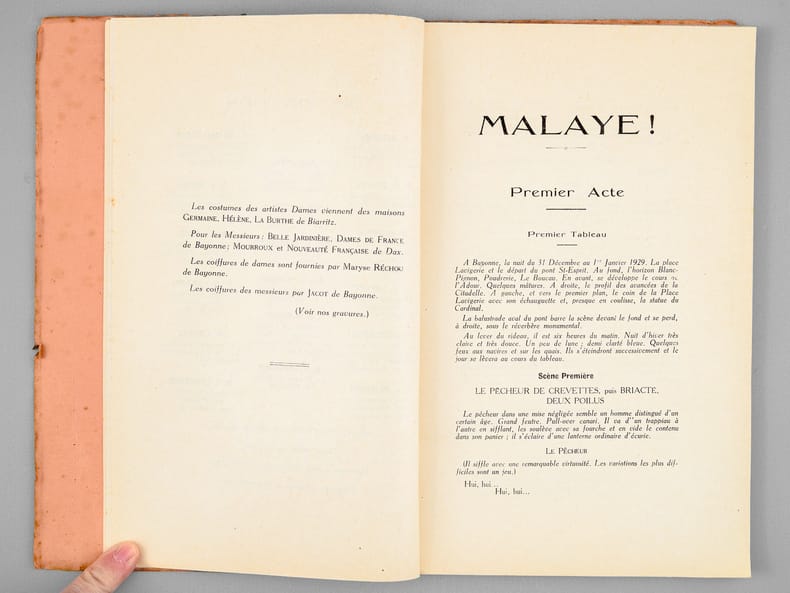 Les costumes des artistes Dames viennent des maisons
GERMAINE, HÉLÈNE, LA BURTHE de Biarritz.
Pour les Messieurs : BELLE JARDINIÈRE, DAMES DE FRANCE
de Bayonne ; MOURROUX et NOUVEAUTÉ FRANÇAISE de Dax.
Les coiffures de dames sont fournies par Maryse RÉCHOU
de Bayonne.
Les coiffures des messieurs par JACOT de Bayonne.
(Voir nos gravures.)
MALAYE !
Premier Acte
Premier Tableau
A Bayonne, la nuit du 31 Décembre au 1er Janvier 1929. La place
Lavigerie et le départ du pont St-Esprit. Au fond, l'horizon Blanc-
Pignon, Poudrerie, Le Boucau. En avant, se développe le cours
l'Adour. Quelques mâtures. A droite, le profil des avancées de la
Citadelle. A gauche, et vers le premier plan, le coin de la Place
Lavigerie avec son échauguette et, presque en coulisse, la statue du
Cardinal.
La balustrade aval du pont barre la scène devant le fond et se perd,
à droite, sous le réverbère monumental.
Au lever du rideau, il est six heures du matin. Nuit d'hiver très
claire et très douce. Un peu de lune ; demi clarté bleue. Quelques
feux aux navires et sur les quais. Ils s'éteindront successivement et le
jour se lèvera au cours du tableau.
Scène Première
LE PÊCHEUR DE CREVETTES, puis BRIACTÉ,
DEUX POILUS
Le pêcheur dans une mise négligée semble un homme distingué d'un
certain âge. Grand feutre. Pull-over canari. Il va d''un trappiau à
l'autre en sifflant, les soulève avec sa fourche et en vide le contenu
dans son panier ; il s'éclaire d'une lanterne ordinaire d'écurie.
LE PÊCHEUR
(Il siffle avec une remarquable virtuosité. Les variations les plus dif-
ficiles sont un jeu.)
Hui, hui...
Hui, hui...